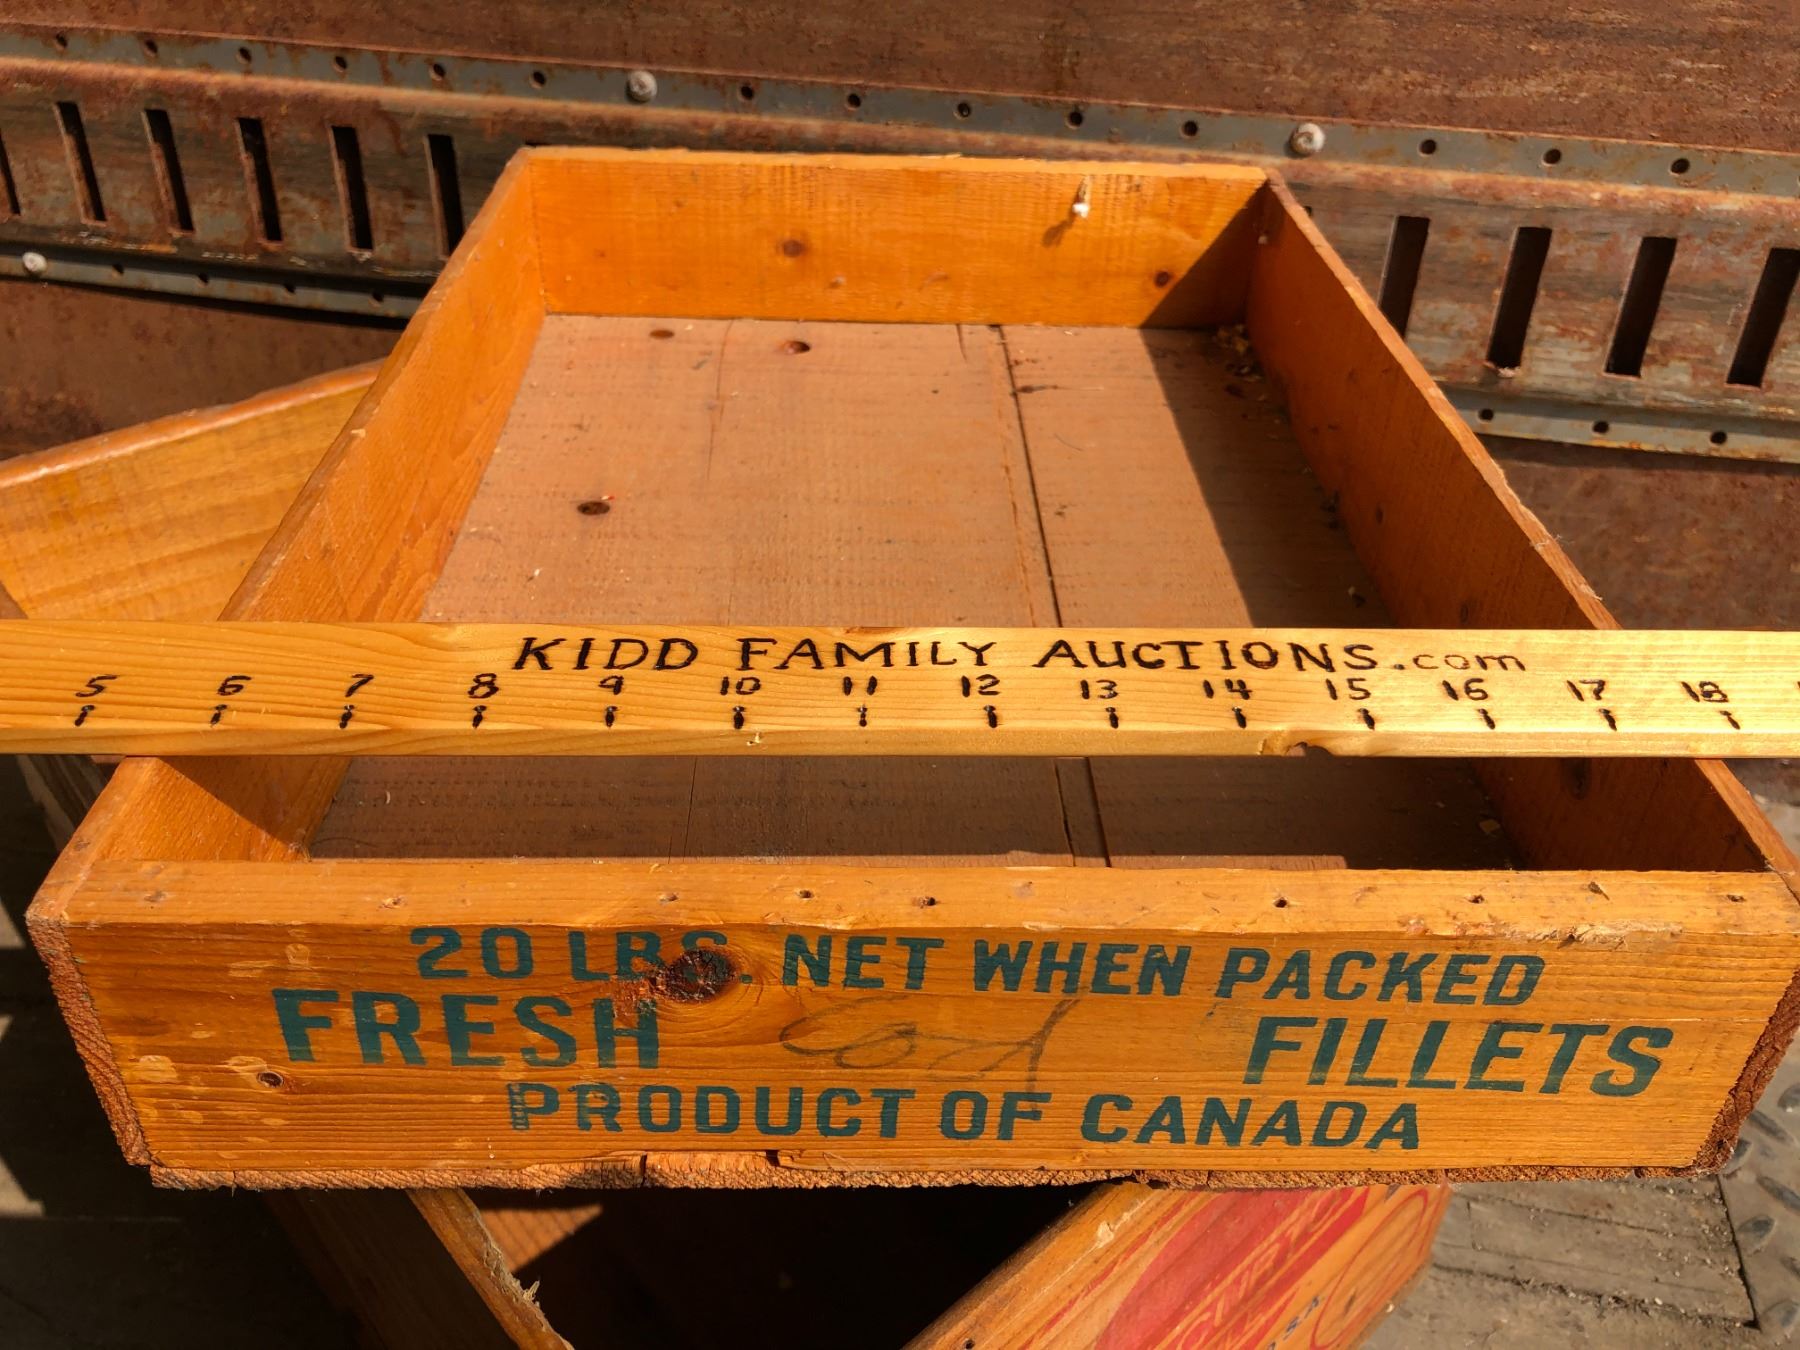 KIDD FAMILY AUCTIONS.com
5 6 7 8 9 10 11 12 13 14 15 16 17 18
20 LBS. NET WHEN PACKED
FRESH Cod FILLETS
PRODUCT OF CANADA